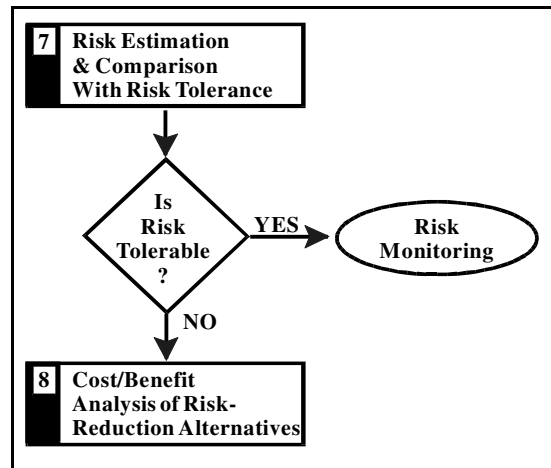 7
Risk Estimation
& Comparison
With Risk Tolerance
Is
Risk
Tolerable
?
YES
Risk
Monitoring
NO
8
Cost/Benefit
Analysis of Risk-
Reduction Alternatives